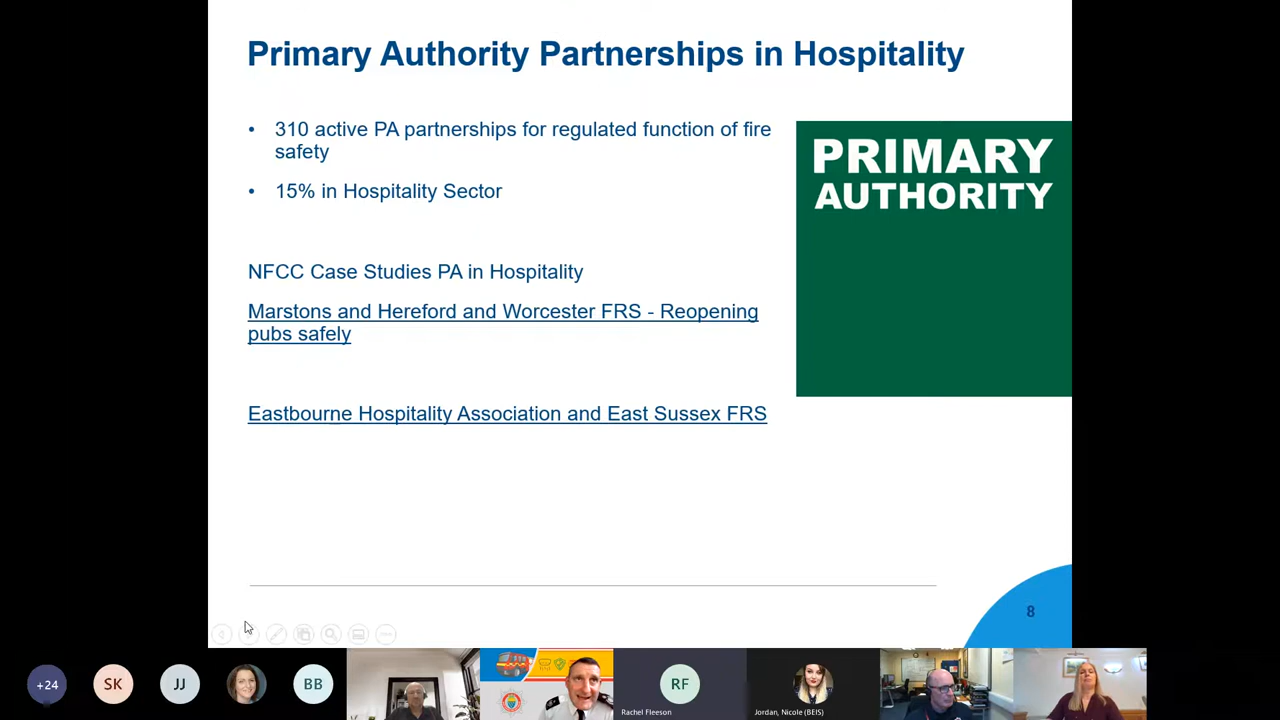 Primary Authority Partnerships in Hospitality
• 310 active PA partnerships for regulated function of fire
safety
• 15% in Hospitality Sector
PRIMARY
AUTHORITY
NFCC Case Studies PA in Hospitality
Marstons and Hereford and Worcester FRS - Reopening
pubs safely
Eastbourne Hospitality Association and East Sussex FRS
8
+24
SK
JJ
BB
RF
Rachel Fleeson
Jordan, Nicole (BEIS)